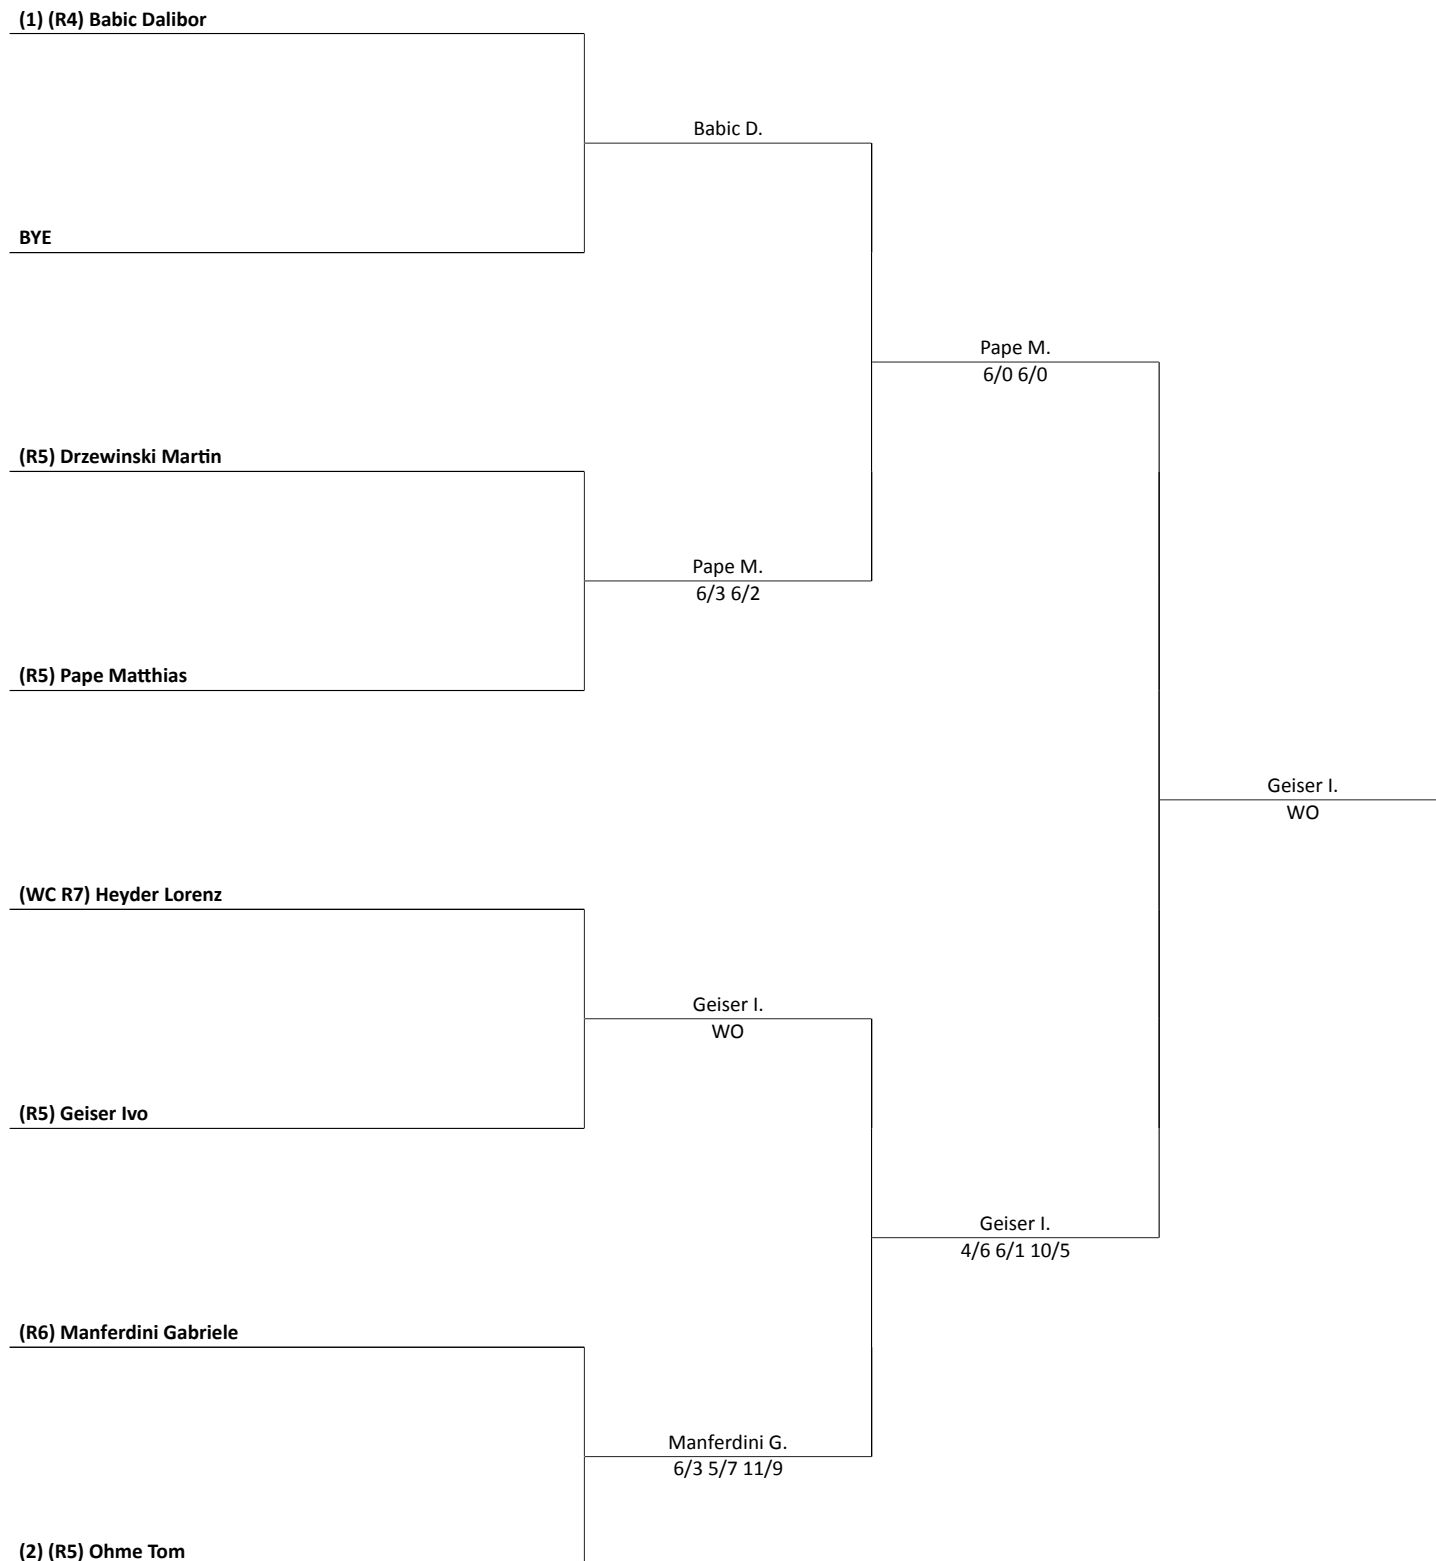 (1) (R4) Babic Dalibor
Babic D.
BYE
Pape M.
6/0 6/0
(R5) Drzewinski Martin
Pape M.
6/3 6/2
(R5) Pape Matthias
Geiser I.
WO
(WC R7) Heyder Lorenz
Geiser I.
WO
(R5) Geiser Ivo
Geiser I.
4/6 6/1 10/5
(R6) Manferdini Gabriele
Manferdini G.
6/3 5/7 11/9
(2) (R5) Ohme Tom